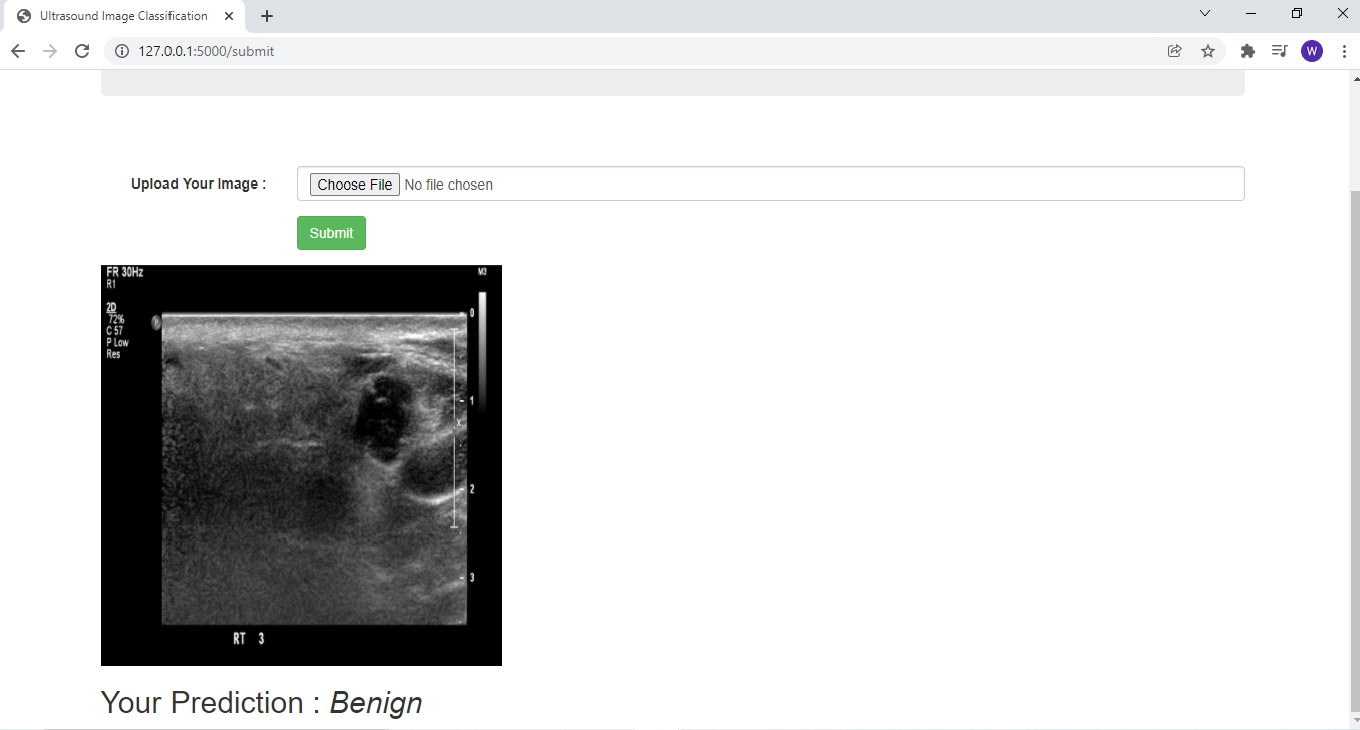 Ultrasound Image Classification
127.0.0.1:5000/submit
W
Upload Your Image :
Choose File No file chosen
Submit
FR 30Hz
R1
M3
2D
72%
C 57
P Low
Res
P
0
1
X
2
3
RT 3
Your Prediction : Benign